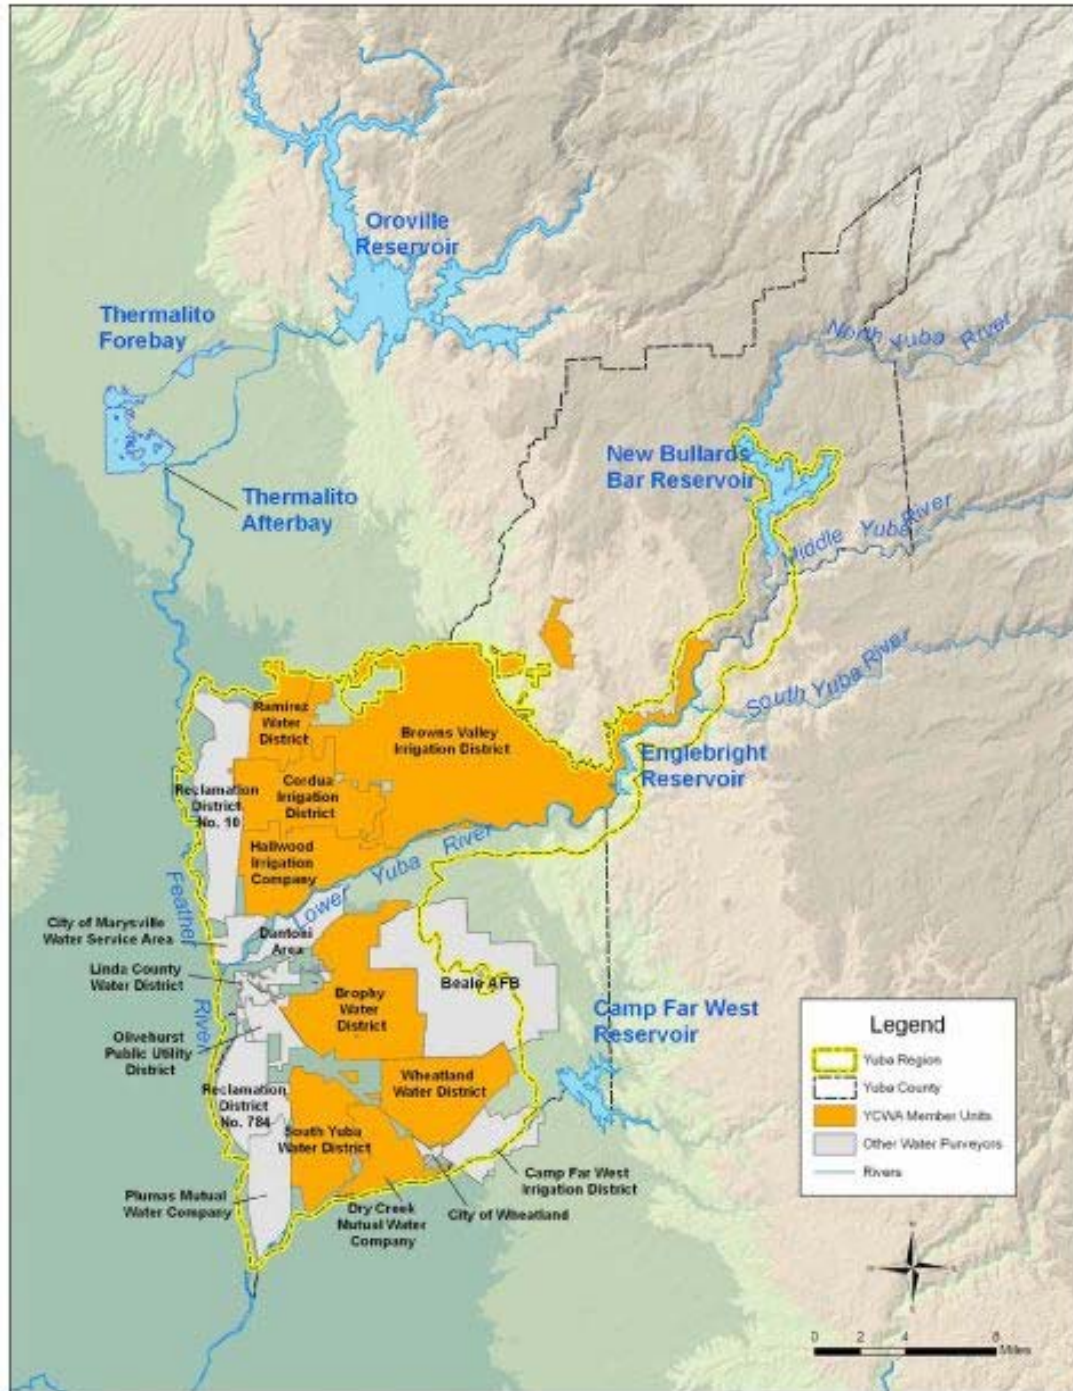 Oroville
Reservoir
Thermalito
Forebay
North Yuba River
New Bullards
Bar Reservoir
Thermalito
Afterbay
Middle Yuba River
South Yuba River
Ramirez
Water
District
Browns Valley
Irrigation District
Englebright
Reservoir
Reclamation
District
No. 10
Cordua
Irrigation
District
Hallwood
Irrigation
Company
Lower Yuba River
Feather River
City of Marysville
Water Service Area
Dantoni
Area
Linda County
Water District
Beale AFB
Brophy
Water
District
Camp Far West
Reservoir
Olivehurst
Public Utility
District
Wheatland
Water District
Reclamation
District
No. 784
South Yuba
Water District
Camp Far West
Irrigation District
Plumas Mutual
Water Company
Dry Creek
Mutual Water
Company
City of Wheatland
Legend
Yuba Region
Yuba County
YCWA Member Units
Other Water Purveyors
Rivers
0 2 4 8
Miles